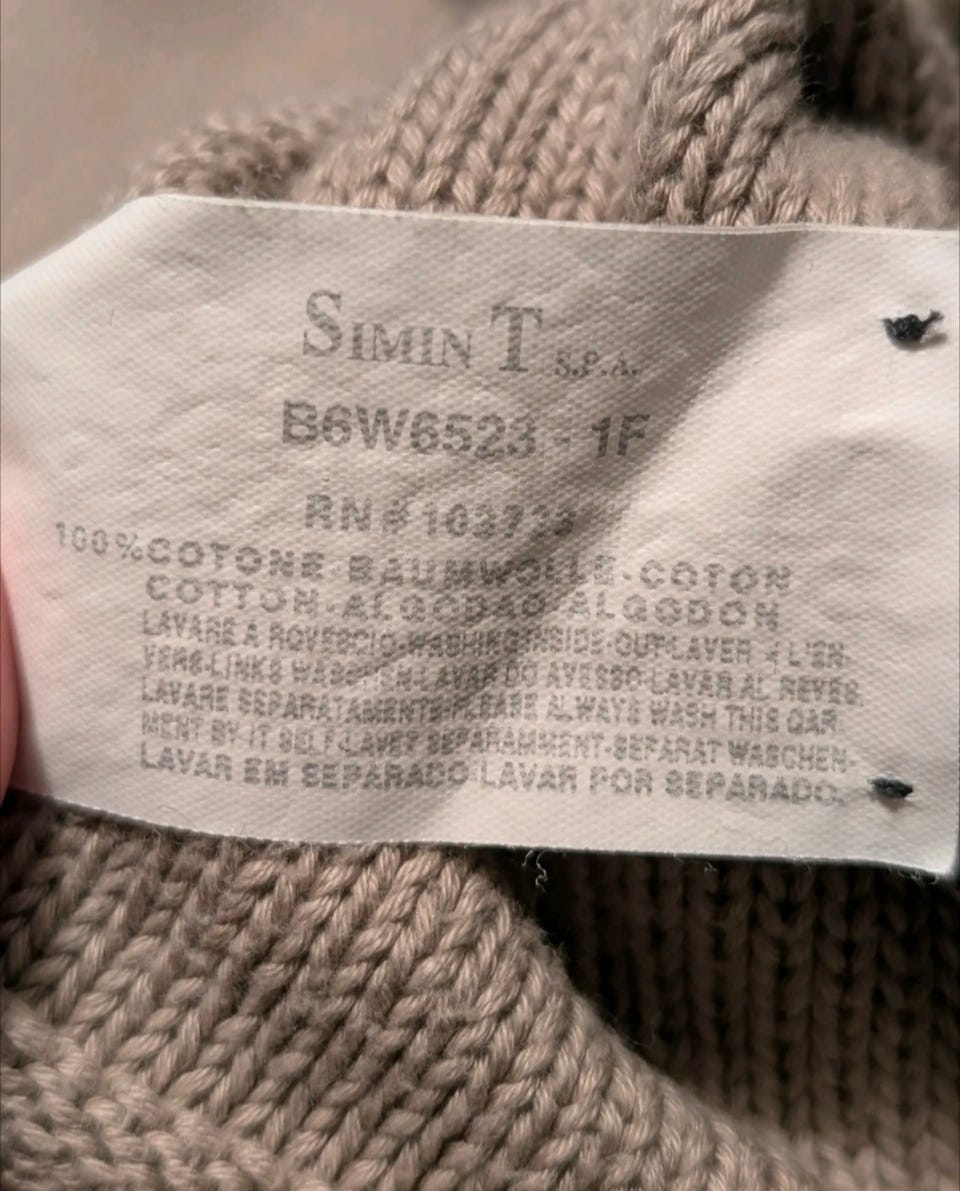 SIMIN T S.P.A.
B6W6523 - 1F
RN # 103773
100%COTONE-BAUMWOLLE-COTON
COTTON-ALGODAO-ALGODON
LAVARE A ROVESCIO-WASHING INSIDE-OUT-LAVER A L'EN-
VERS-LINKS WASCHEN-LAVAR DO AVESSO-LAVAR AL REVES.
LAVARE SEPARATAMENTE-PLEASE ALWAYS WASH THIS GAR-
MENT BY-IT SELF-LAVER SEPARAMMENT-SEPARAT WASCHEN-
LAVAR EM SEPARADO-LAVAR POR SEPARADO.